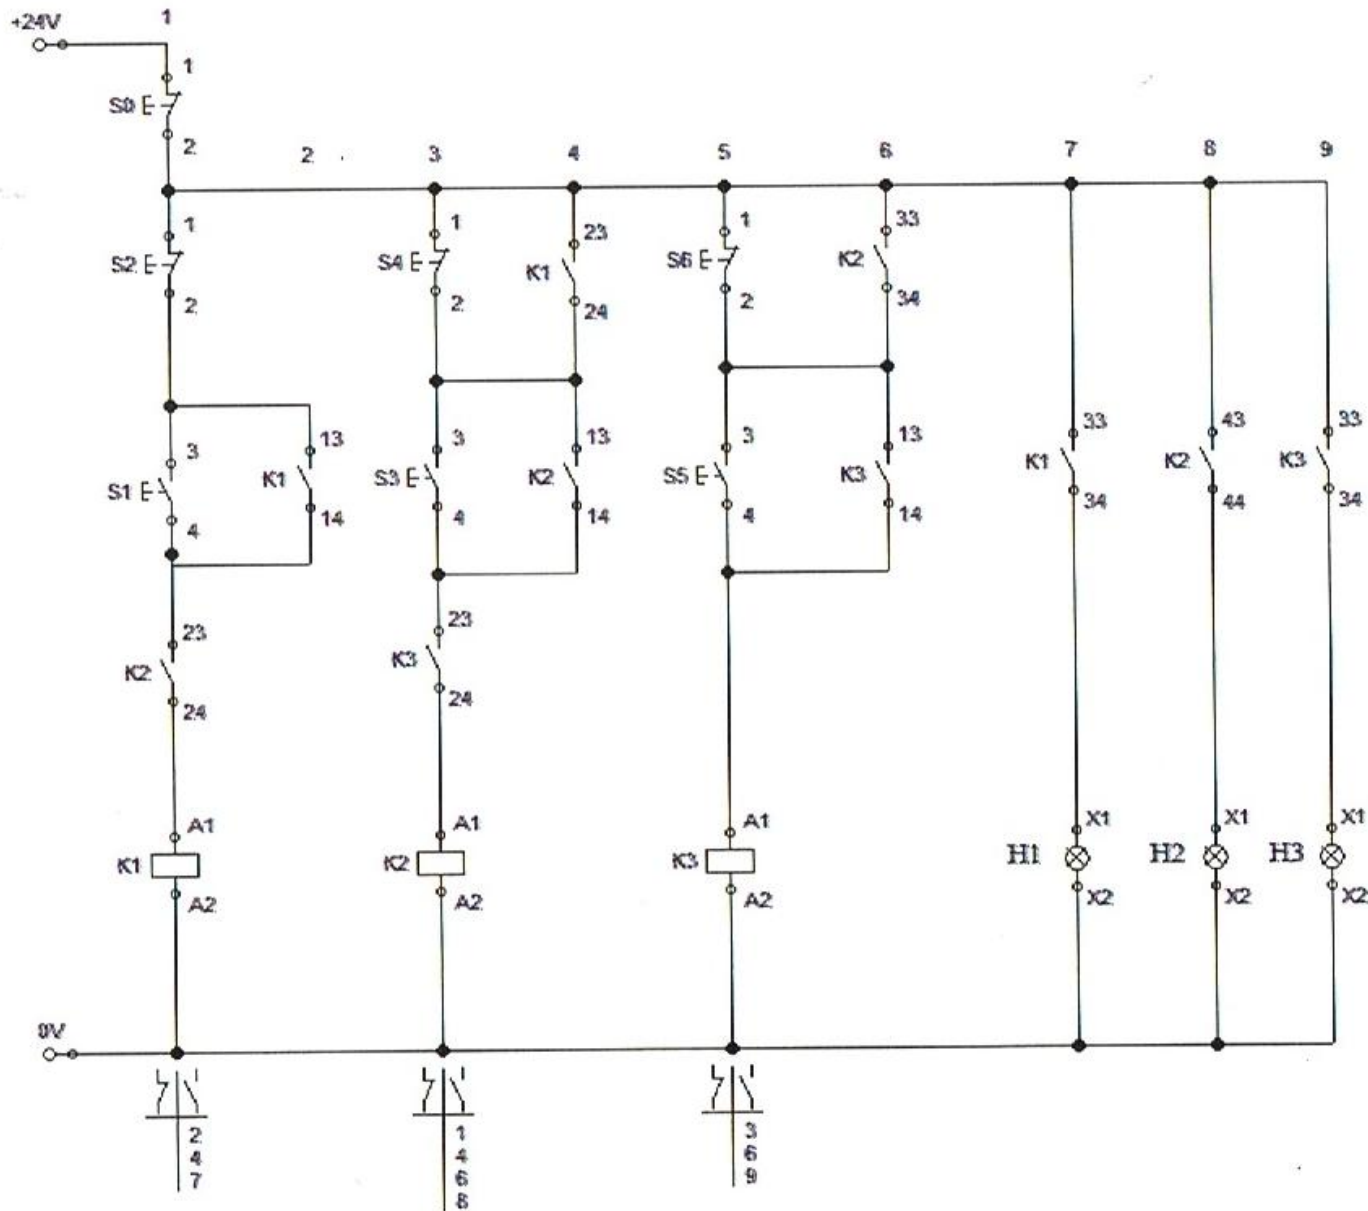 +24V 1
1
S0
2
2 3 4 5 6 7 8 9
1 1 23 1 33
S2 S4 K1 S6 K2
2 2 24 2 34
3 13 3 13 3 13 33 43 33
S1 K1 S3 K2 S5 K3 K1 K2 K3
4 14 4 14 4 14 34 44 34
23 23
K2 K3
24 24
A1 A1 A1 X1 X1 X1
K1 K2 K3 H1 H2 H3
A2 A2 A2 X2 X2 X2
0V
2 1 3
4 4 6
7 6 9
8